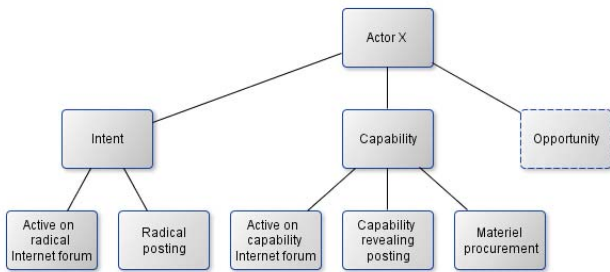 Actor X
Intent
Capability
Opportunity
Active on
radical
Internet forum
Radical
posting
Active on
capability
Internet forum
Capability
revealing
posting
Materiel
procurement